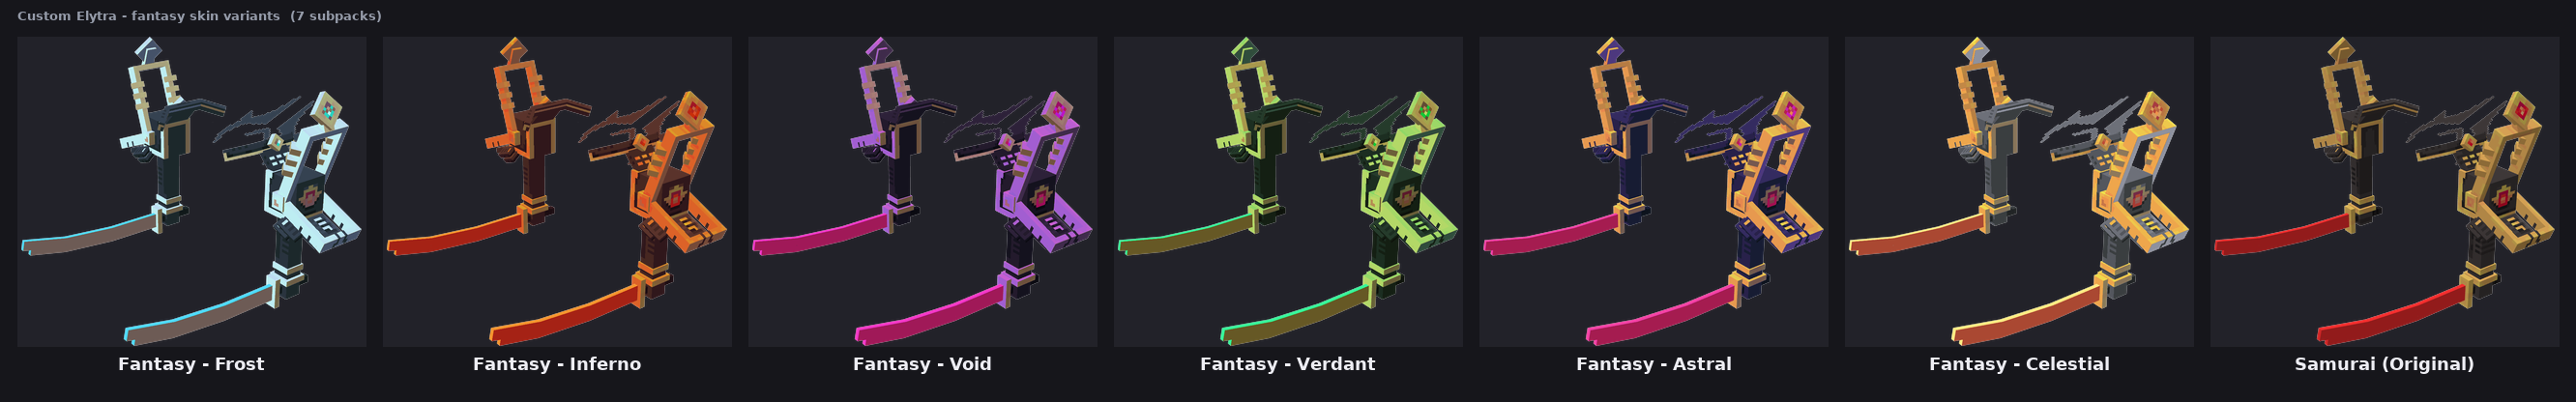 Custom Elytra - fantasy skin variants  (7 subpacks)
Fantasy - Frost
Fantasy - Inferno
Fantasy - Void
Fantasy - Verdant
Fantasy - Astral
Fantasy - Celestial
Samurai (Original)